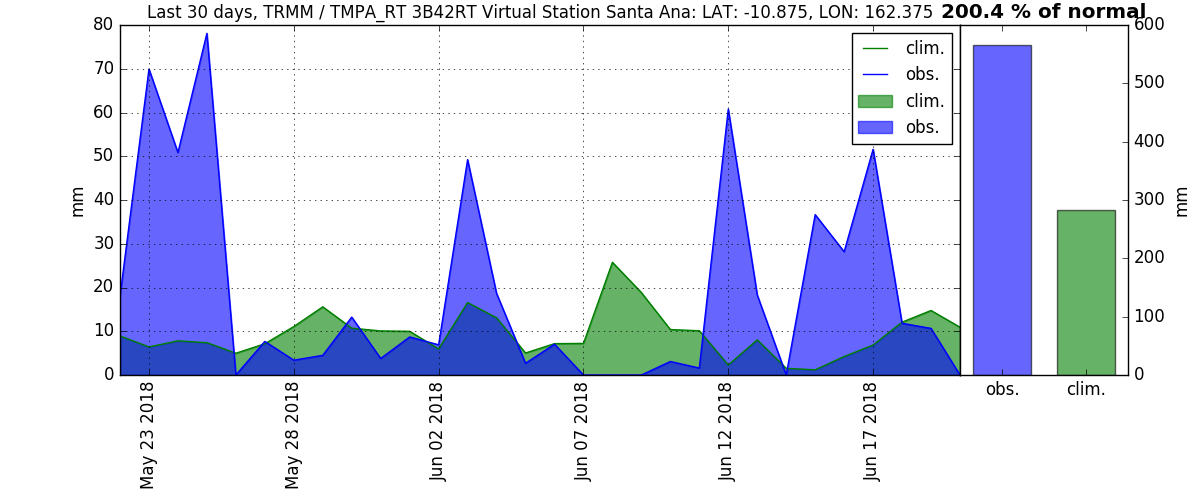 Last 30 days, TRMM / TMPA_RT 3B42RT Virtual Station Santa Ana: LAT: -10.875, LON: 162.375 200.4 % of normal
80
70
60
50
40
30
20
10
0
mm
clim.
obs.
clim.
obs.
600
500
400
300
200
100
0
mm
obs. clim.
May 23 2018
May 28 2018
Jun 02 2018
Jun 07 2018
Jun 12 2018
Jun 17 2018